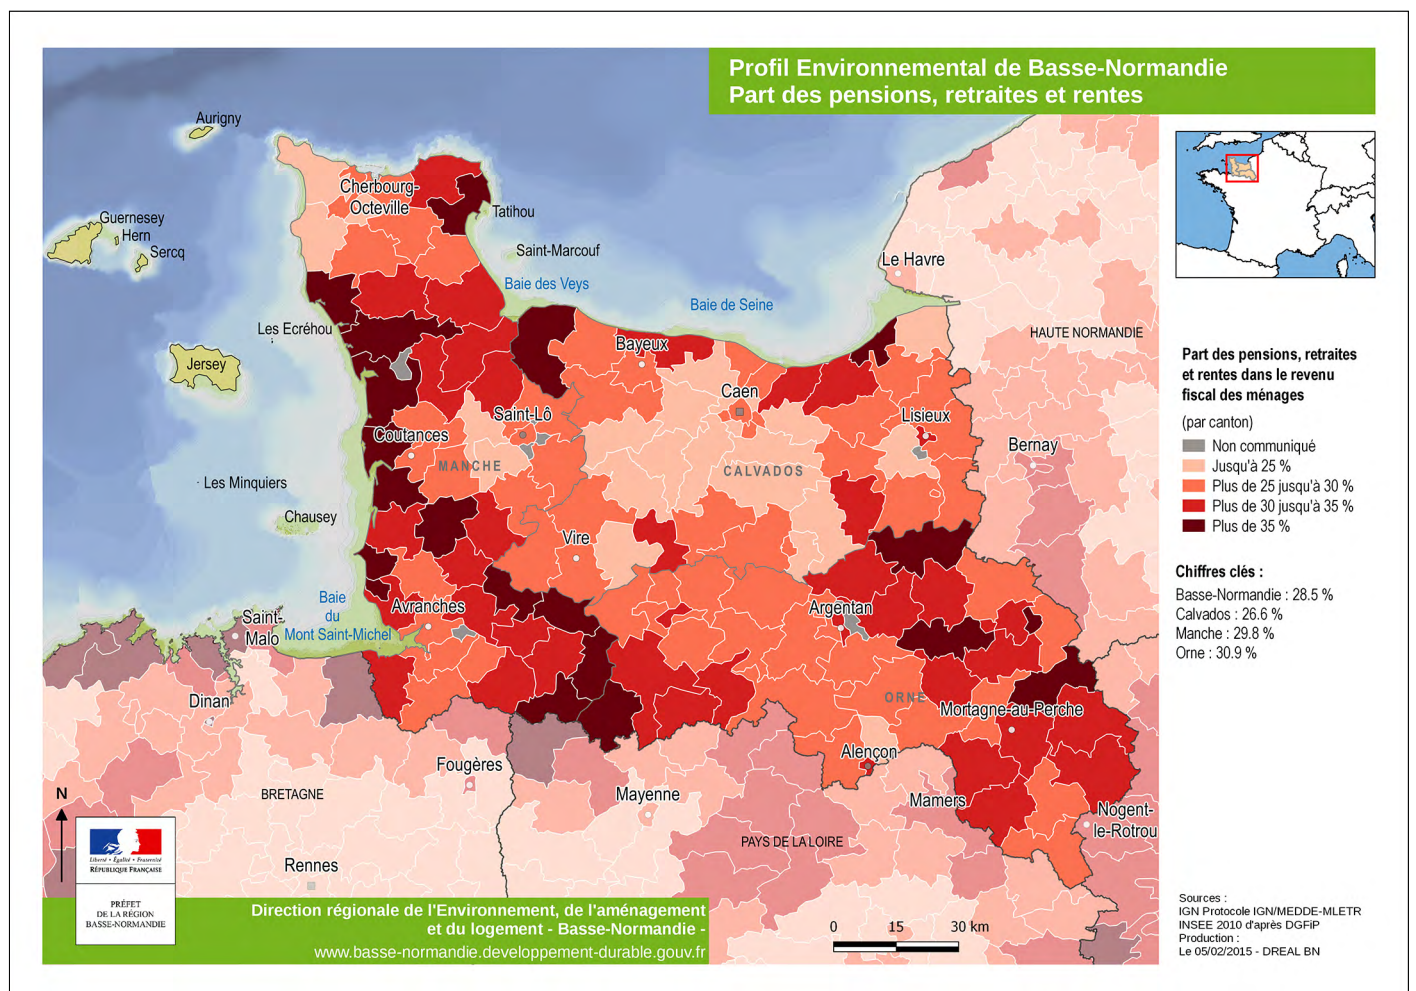 Profil Environnemental de Basse-Normandie
Part des pensions, retraites et rentes
Aurigny
Cherbourg-
Octeville
Tatihou
Guernesey
Hern
Sercq
Saint-Marcouf
Le Havre
Baie des Veys
Baie de Seine
Les Ecréhou
HAUTE NORMANDIE
Bayeux
Jersey
Caen
Saint-Lô
Lisieux
Coutances
Bernay
MANCHE
CALVADOS
Les Minquiers
Chausey
Vire
Baie
du
Mont Saint-Michel
Avranches
Argentan
Saint-
Malo
Dinan
ORNE
Mortagne-au-Perche
Alençon
Fougères
Mayenne
Mamers
Nogent-
le-Rotrou
BRETAGNE
PAYS DE LA LOIRE
Rennes
Part des pensions, retraites
et rentes dans le revenu
fiscal des ménages
(par canton)
Non communiqué
Jusqu'à 25 %
Plus de 25 jusqu'à 30 %
Plus de 30 jusqu'à 35 %
Plus de 35 %
Chiffres clés :
Basse-Normandie : 28.5 %
Calvados : 26.6 %
Manche : 29.8 %
Orne : 30.9 %
N
Liberté • Égalité • Fraternité
RÉPUBLIQUE FRANÇAISE
PRÉFET
DE LA RÉGION
BASSE-NORMANDIE
Direction régionale de l'Environnement, de l'aménagement
et du logement - Basse-Normandie -
www.basse-normandie.developpement-durable.gouv.fr
0 15 30 km
Sources :
IGN Protocole IGN/MEDDE-MLETR
INSEE 2010 d'après DGFiP
Production :
Le 05/02/2015 - DREAL BN